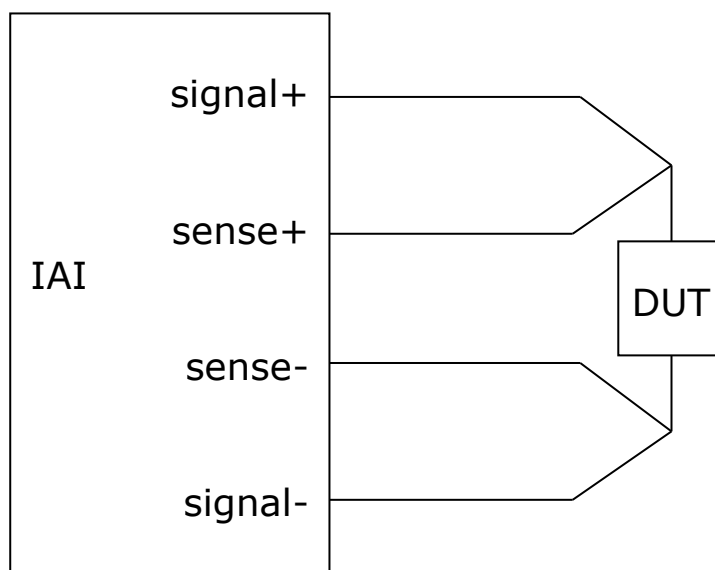 signal+
sense+
IAI
DUT
sense-
signal-